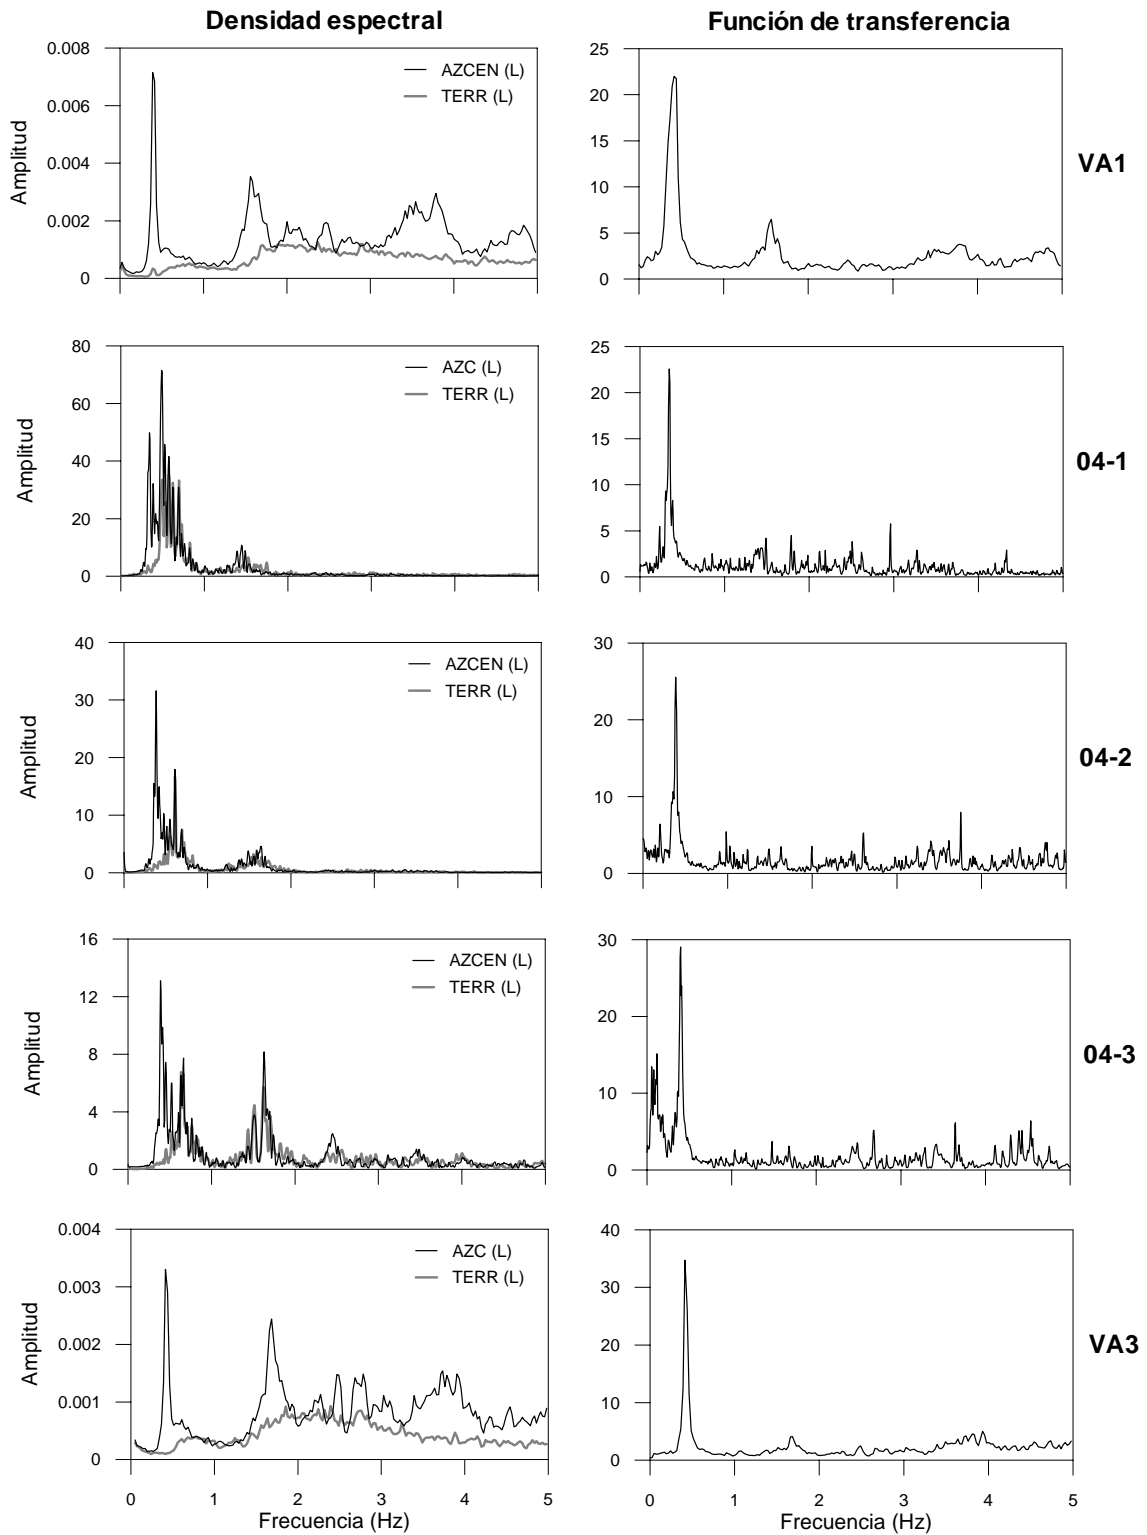 Densidad espectral
Función de transferencia
0.008
0.006
0.004
0.002
0
Amplitud
AZCEN (L)
TERR (L)
25
20
15
10
5
0
VA1
80
60
40
20
0
Amplitud
AZC (L)
TERR (L)
25
20
15
10
5
0
04-1
40
30
20
10
0
Amplitud
AZCEN (L)
TERR (L)
30
20
10
0
04-2
16
12
8
4
0
Amplitud
AZCEN (L)
TERR (L)
30
20
10
0
04-3
0.004
0.003
0.002
0.001
0
Amplitud
AZC (L)
TERR (L)
40
30
20
10
0
VA3
0 1 2 3 4 5
Frecuencia (Hz)
0 1 2 3 4 5
Frecuencia (Hz)